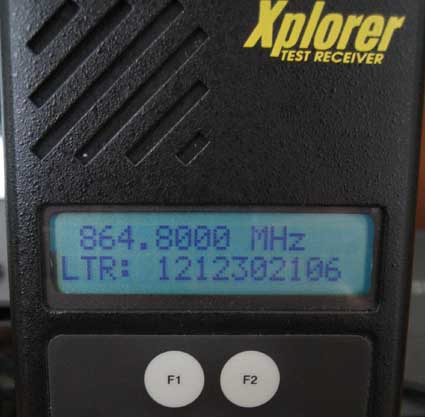 Xplorer
TEST RECEIVER
864.8000 MHz
LTR: 1212302106
F1
F2